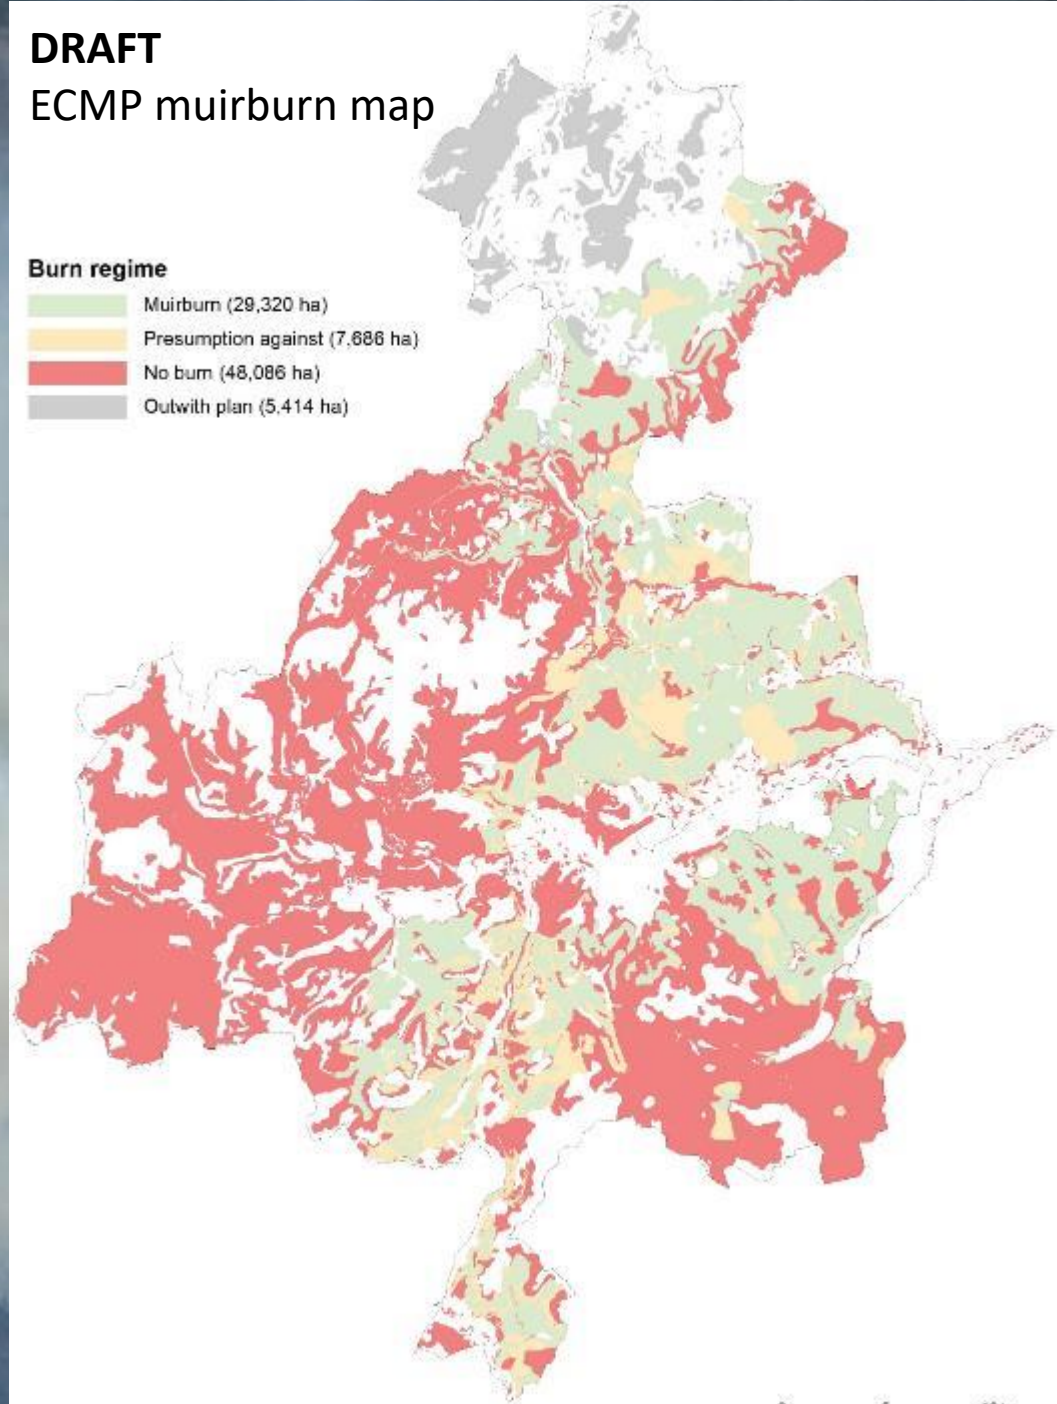 DRAFT
ECMP muirburn map
Burn regime
Muirburn (29,320 ha)
Presumption against (7,686 ha)
No burn (48,086 ha)
Outwith plan (5,414 ha)